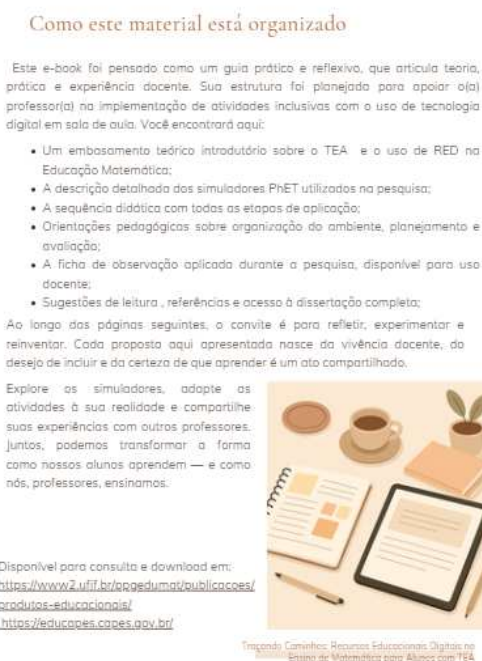 Como este material está organizado
Este e-book foi pensado como um guia prático e reflexivo, que articula teoria,
prática e experiência docente. Sua estrutura foi planejada para apoiar o(a)
professor(a) na implementação de atividades inclusivas com o uso de tecnologia
digital em sala de aula. Você encontrará aqui:
• Um embasamento teórico introdutório sobre o TEA e o uso de RED na
Educação Matemática;
• A descrição detalhada dos simuladores PhET utilizados na pesquisa;
• A sequência didática com todas as etapas de aplicação;
• Orientações pedagógicas sobre organização do ambiente, planejamento e
avaliação;
• A ficha de observação aplicada durante a pesquisa, disponível para uso
docente;
• Sugestões de leitura , referências e acesso à dissertação completa;
Ao longo das páginas seguintes, o convite é para refletir, experimentar e
reinventar. Cada proposta aqui apresentada nasce da vivência docente, do
desejo de incluir e da certeza de que aprender é um ato compartilhado.
Explore os simuladores, adapte as
atividades à sua realidade e compartilhe
suas experiências com outros professores.
Juntos, podemos transformar a forma
como nossos alunos aprendem — e como
nós, professores, ensinamos.
Disponível para consulta e download em:
https://www2.ufjf.br/ppgedumat/publicacoes/
produtos-educacionais/
https://educapes.capes.gov.br/
Traçando Caminhos: Recursos Educacionais Digitais no
Ensino de Matemática para Alunos com TEA